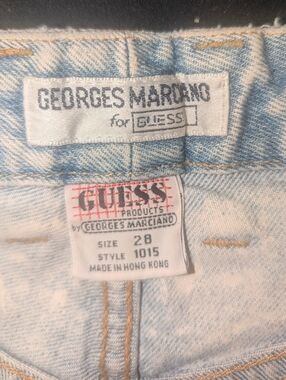 GEORGES MARCIANO
for GUESS
GUESS
PRODUCTS
by GEORGES MARCIANO
SIZE 28
STYLE 1015
MADE IN HONG KONG